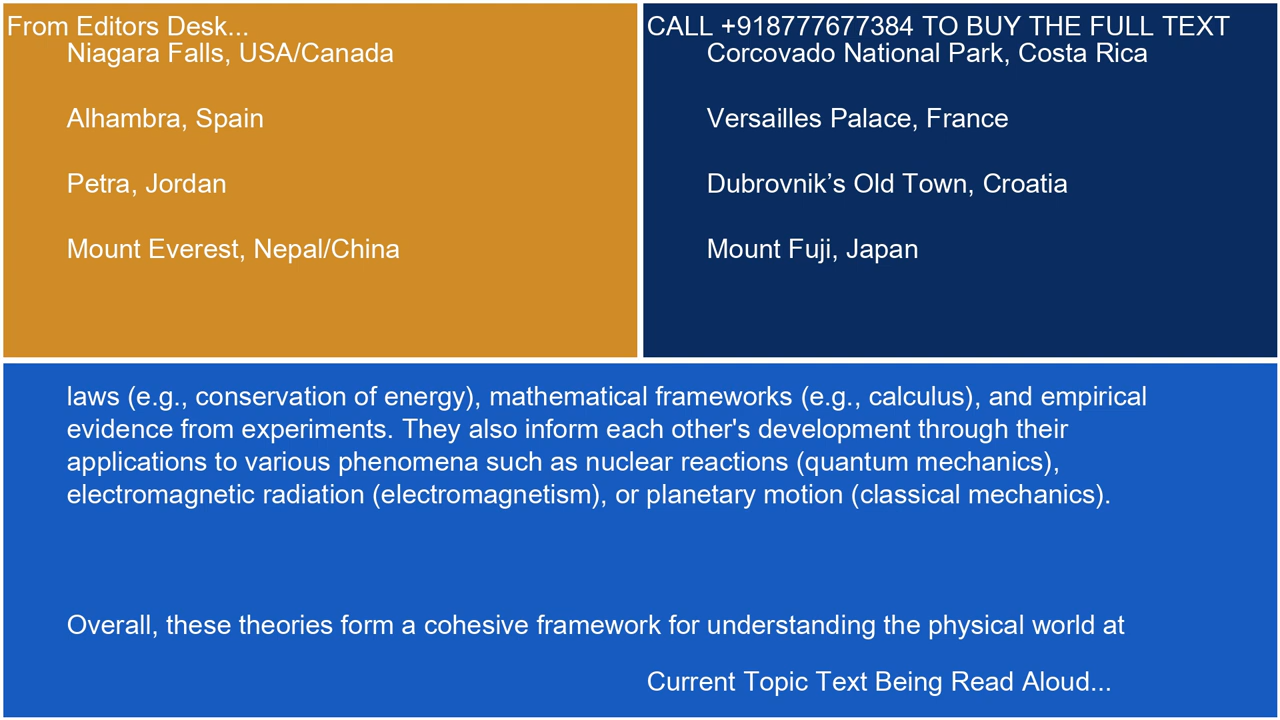 From Editors Desk...
Niagara Falls, USA/Canada
Alhambra, Spain
Petra, Jordan
Mount Everest, Nepal/China
CALL +918777677384 TO BUY THE FULL TEXT
Corcovado National Park, Costa Rica
Versailles Palace, France
Dubrovnik’s Old Town, Croatia
Mount Fuji, Japan
laws (e.g., conservation of energy), mathematical frameworks (e.g., calculus), and empirical
evidence from experiments. They also inform each other's development through their
applications to various phenomena such as nuclear reactions (quantum mechanics),
electromagnetic radiation (electromagnetism), or planetary motion (classical mechanics).
Overall, these theories form a cohesive framework for understanding the physical world at
Current Topic Text Being Read Aloud...